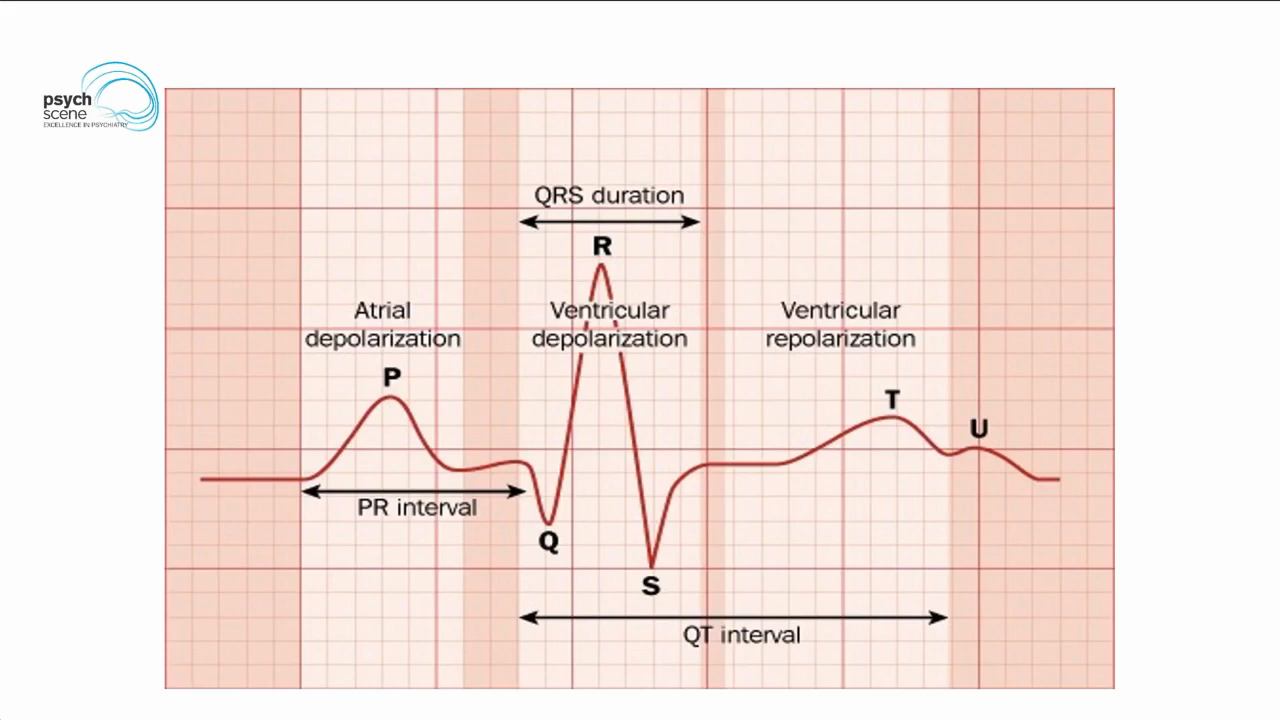 psych
scene
EXCELLENCE IN PSYCHIATRY
QRS duration
R
Atrial
depolarization
Ventricular
depolarization
Ventricular
repolarization
P
T
U
PR interval
Q
S
QT interval